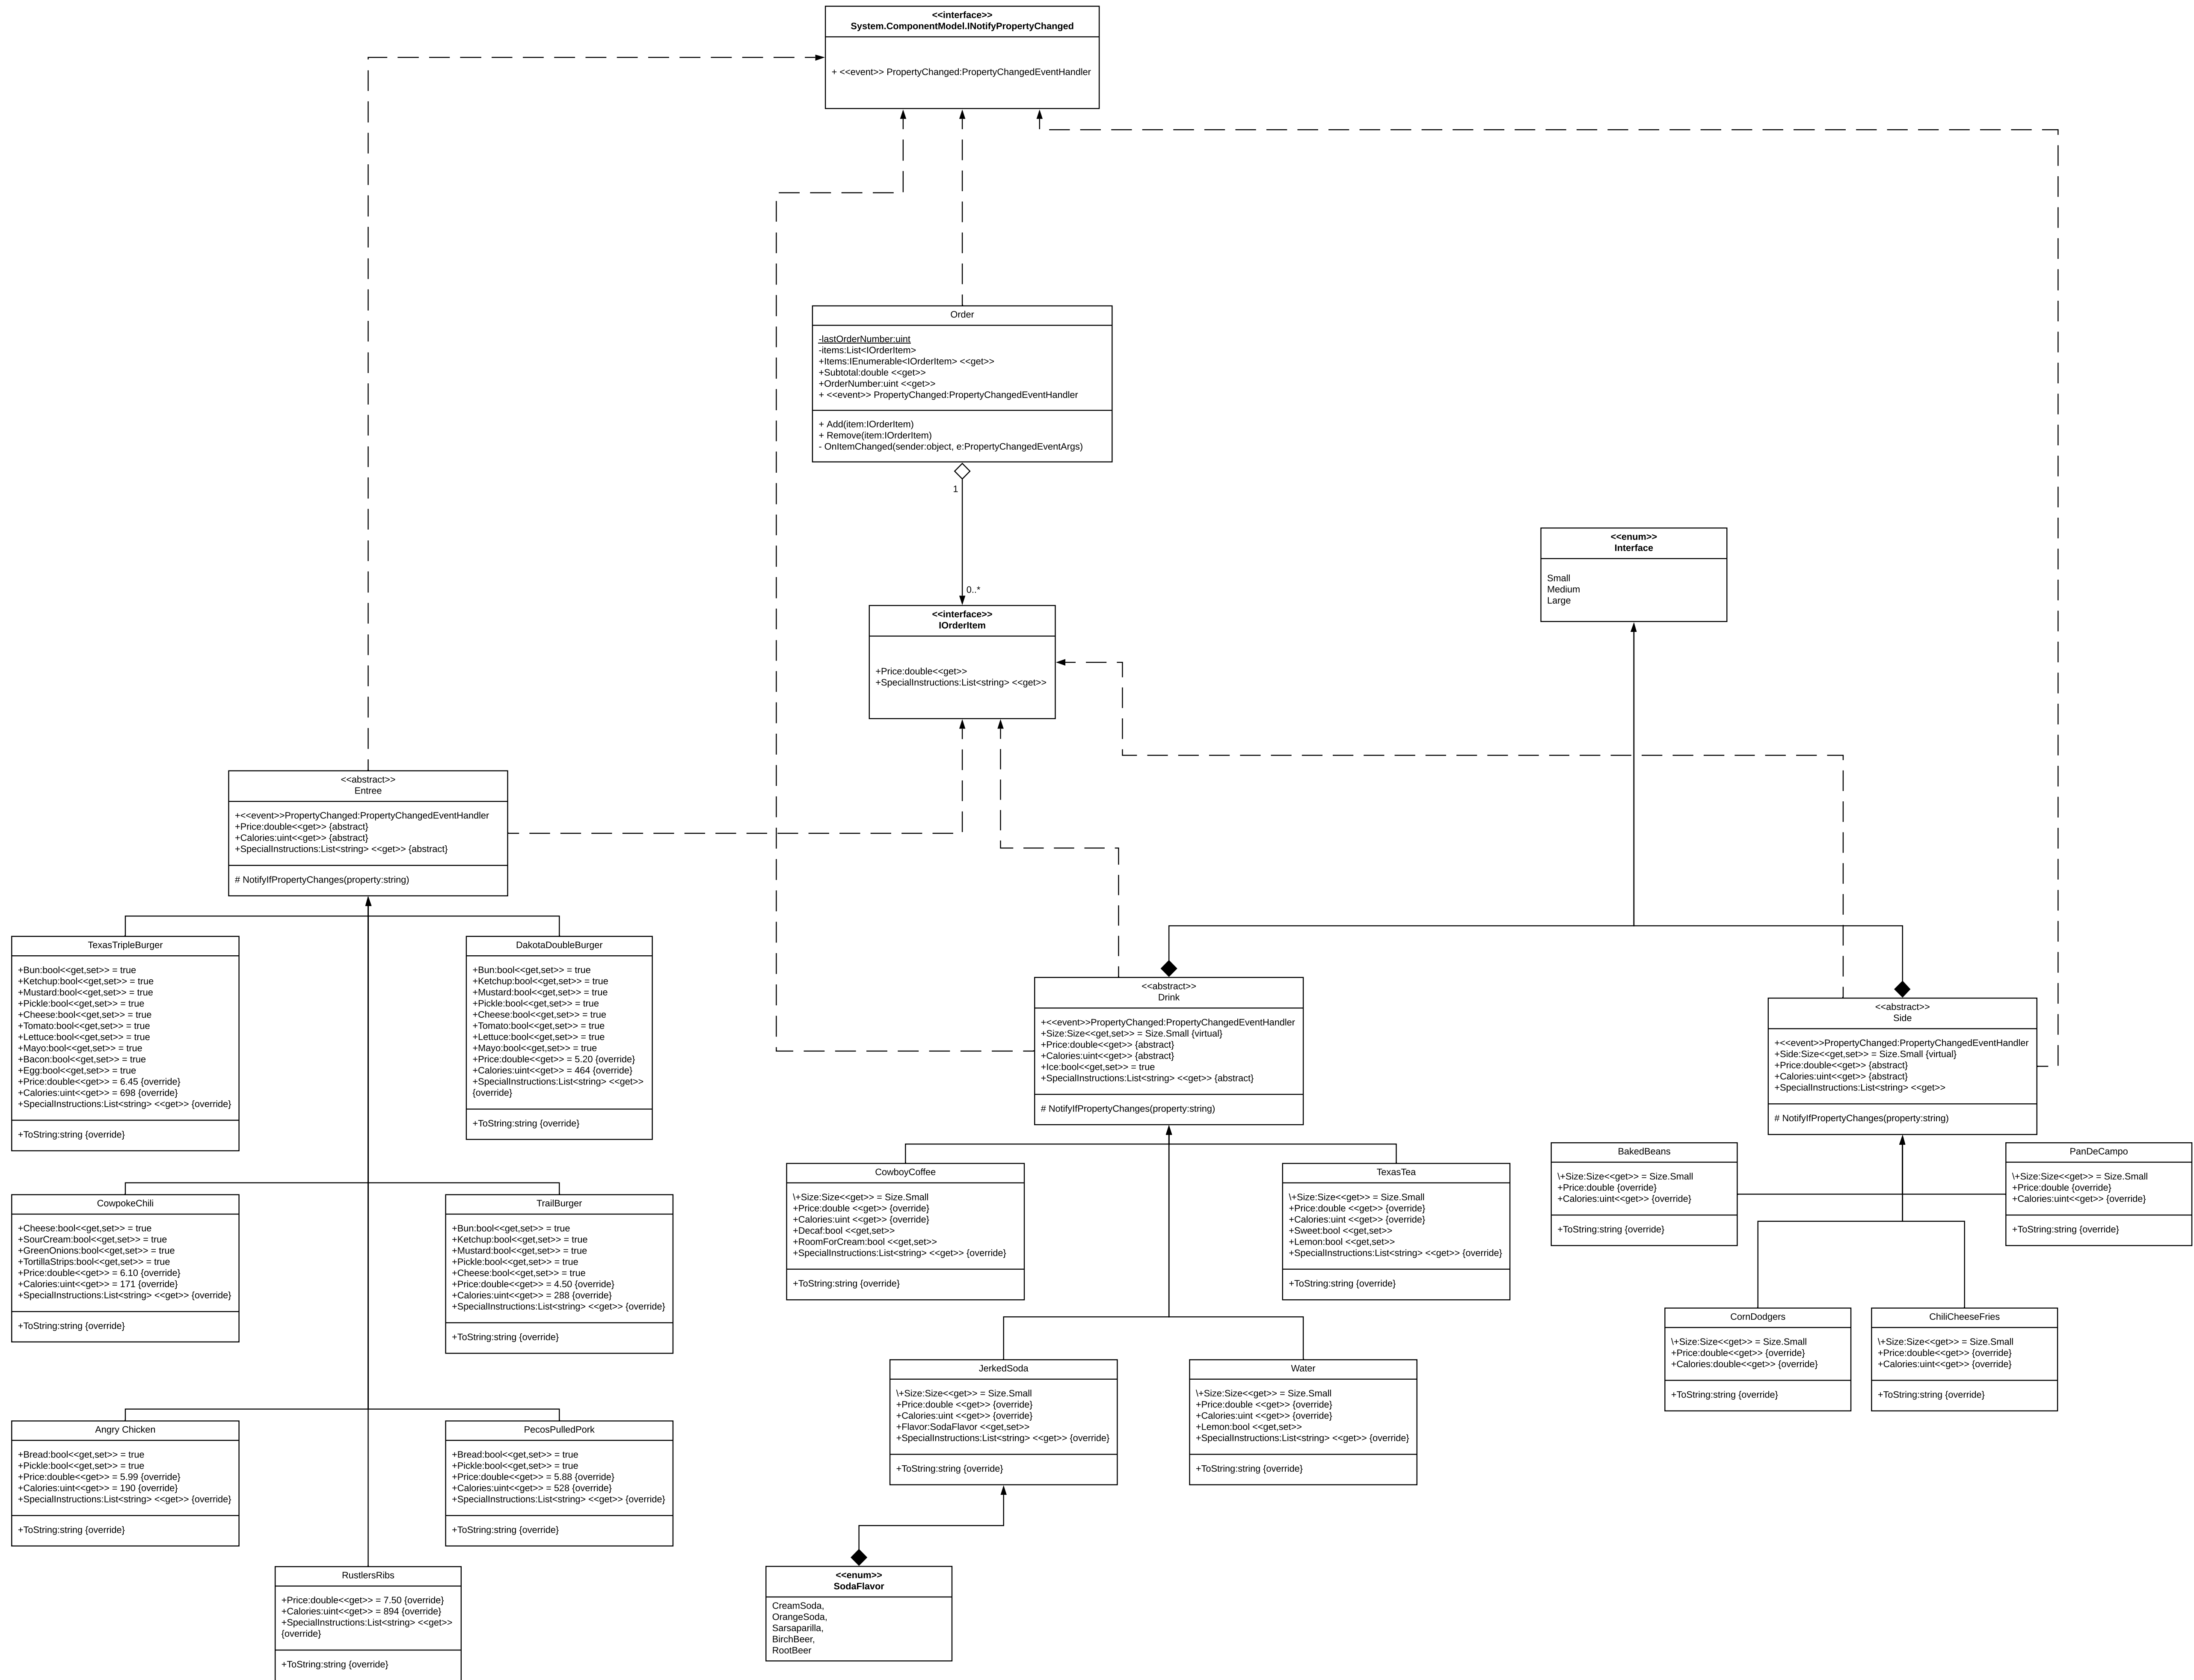 <<interface>>
System.ComponentModel.INotifyPropertyChanged
+ <<event>> PropertyChanged:PropertyChangedEventHandler
Order
-lastOrderNumber:uint
-items:List<IOrderItem>
+Items:IEnumerable<IOrderItem> <<get>>
+Subtotal:double <<get>>
+OrderNumber:uint <<get>>
+ <<event>> PropertyChanged:PropertyChangedEventHandler
+ Add(item:IOrderItem)
+ Remove(item:IOrderItem)
- OnItemChanged(sender:object, e:PropertyChangedEventArgs)
1
0..*
<<enum>>
Interface
Small
Medium
Large
<<interface>>
IOrderItem
+Price:double<<get>>
+SpecialInstructions:List<string> <<get>>
<<abstract>>
Entree
+<<event>>PropertyChanged:PropertyChangedEventHandler
+Price:double<<get>> {abstract}
+Calories:uint<<get>> {abstract}
+SpecialInstructions:List<string> <<get>> {abstract}
# NotifyIfPropertyChanges(property:string)
TexasTripleBurger
+Bun:bool<<get,set>> = true
+Ketchup:bool<<get,set>> = true
+Mustard:bool<<get,set>> = true
+Pickle:bool<<get,set>> = true
+Cheese:bool<<get,set>> = true
+Tomato:bool<<get,set>> = true
+Lettuce:bool<<get,set>> = true
+Mayo:bool<<get,set>> = true
+Bacon:bool<<get,set>> = true
+Egg:bool<<get,set>> = true
+Price:double<<get>> = 6.45 {override}
+Calories:uint<<get>> = 698 {override}
+SpecialInstructions:List<string> <<get>> {override}
+ToString:string {override}
DakotaDoubleBurger
+Bun:bool<<get,set>> = true
+Ketchup:bool<<get,set>> = true
+Mustard:bool<<get,set>> = true
+Pickle:bool<<get,set>> = true
+Cheese:bool<<get,set>> = true
+Tomato:bool<<get,set>> = true
+Lettuce:bool<<get,set>> = true
+Mayo:bool<<get,set>> = true
+Price:double<<get>> = 5.20 {override}
+Calories:uint<<get>> = 464 {override}
+SpecialInstructions:List<string> <<get>>
{override}
+ToString:string {override}
<<abstract>>
Drink
+<<event>>PropertyChanged:PropertyChangedEventHandler
+Size:Size<<get,set>> = Size.Small {virtual}
+Price:double<<get>> {abstract}
+Calories:uint<<get>> {abstract}
+Ice:bool<<get,set>> = true
+SpecialInstructions:List<string> <<get>> {abstract}
# NotifyIfPropertyChanges(property:string)
<<abstract>>
Side
+<<event>>PropertyChanged:PropertyChangedEventHandler
+Side:Size<<get,set>> = Size.Small {virtual}
+Price:double<<get>> {abstract}
+Calories:uint<<get>> {abstract}
+SpecialInstructions:List<string> <<get>>
# NotifyIfPropertyChanges(property:string)
CowboyCoffee
\+Size:Size<<get>> = Size.Small
+Price:double <<get>> {override}
+Calories:uint <<get>> {override}
+Decaf:bool <<get,set>>
+RoomForCream:bool <<get,set>>
+SpecialInstructions:List<string> <<get>> {override}
+ToString:string {override}
TexasTea
\+Size:Size<<get>> = Size.Small
+Price:double <<get>> {override}
+Calories:uint <<get>> {override}
+Sweet:bool <<get,set>>
+Lemon:bool <<get,set>>
+SpecialInstructions:List<string> <<get>> {override}
+ToString:string {override}
BakedBeans
\+Size:Size<<get>> = Size.Small
+Price:double {override}
+Calories:uint<<get>> {override}
+ToString:string {override}
PanDeCampo
\+Size:Size<<get>> = Size.Small
+Price:double {override}
+Calories:uint<<get>> {override}
+ToString:string {override}
CowpokeChili
+Cheese:bool<<get,set>> = true
+SourCream:bool<<get,set>> = true
+GreenOnions:bool<<get,set>> = true
+TortillaStrips:bool<<get,set>> = true
+Price:double<<get>> = 6.10 {override}
+Calories:uint<<get>> = 171 {override}
+SpecialInstructions:List<string> <<get>> {override}
+ToString:string {override}
TrailBurger
+Bun:bool<<get,set>> = true
+Ketchup:bool<<get,set>> = true
+Mustard:bool<<get,set>> = true
+Pickle:bool<<get,set>> = true
+Cheese:bool<<get,set>> = true
+Price:double<<get>> = 4.50 {override}
+Calories:uint<<get>> = 288 {override}
+SpecialInstructions:List<string> <<get>> {override}
+ToString:string {override}
CornDodgers
\+Size:Size<<get>> = Size.Small
+Price:double<<get>> {override}
+Calories:double<<get>> {override}
+ToString:string {override}
ChiliCheeseFries
\+Size:Size<<get>> = Size.Small
+Price:double<<get>> {override}
+Calories:uint<<get>> {override}
+ToString:string {override}
JerkedSoda
\+Size:Size<<get>> = Size.Small
+Price:double <<get>> {override}
+Calories:uint <<get>> {override}
+Flavor:SodaFlavor <<get,set>>
+SpecialInstructions:List<string> <<get>> {override}
+ToString:string {override}
Water
\+Size:Size<<get>> = Size.Small
+Price:double <<get>> {override}
+Calories:uint <<get>> {override}
+Lemon:bool <<get,set>>
+SpecialInstructions:List<string> <<get>> {override}
+ToString:string {override}
Angry Chicken
+Bread:bool<<get,set>> = true
+Pickle:bool<<get,set>> = true
+Price:double<<get>> = 5.99 {override}
+Calories:uint<<get>> = 190 {override}
+SpecialInstructions:List<string> <<get>> {override}
+ToString:string {override}
PecosPulledPork
+Bread:bool<<get,set>> = true
+Pickle:bool<<get,set>> = true
+Price:double<<get>> = 5.88 {override}
+Calories:uint<<get>> = 528 {override}
+SpecialInstructions:List<string> <<get>> {override}
+ToString:string {override}
RustlersRibs
+Price:double<<get>> = 7.50 {override}
+Calories:uint<<get>> = 894 {override}
+SpecialInstructions:List<string> <<get>>
{override}
+ToString:string {override}
<<enum>>
SodaFlavor
CreamSoda,
OrangeSoda,
Sarsaparilla,
BirchBeer,
RootBeer